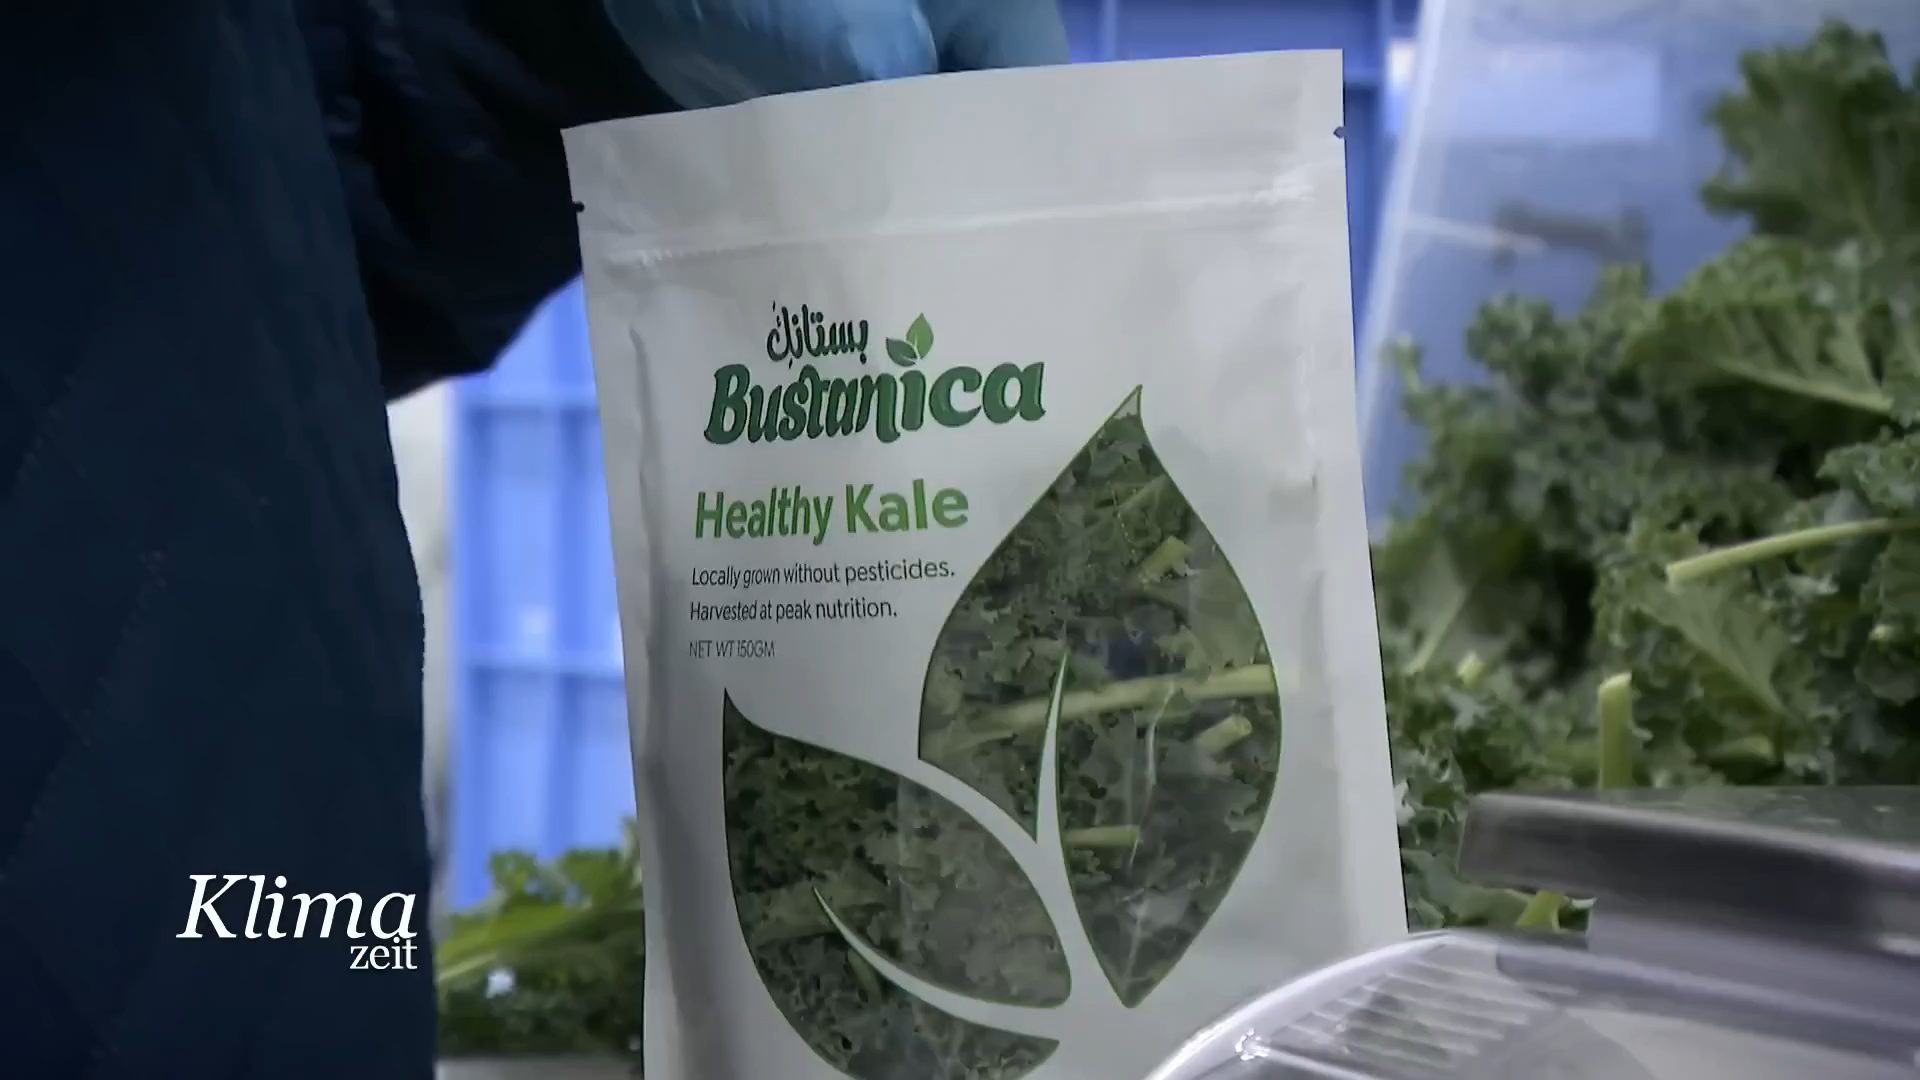 بستانك
Bustanica
Healthy Kale
Locally grown without pesticides.
Harvested at peak nutrition.
NET WT 150GM
Klima
zeit